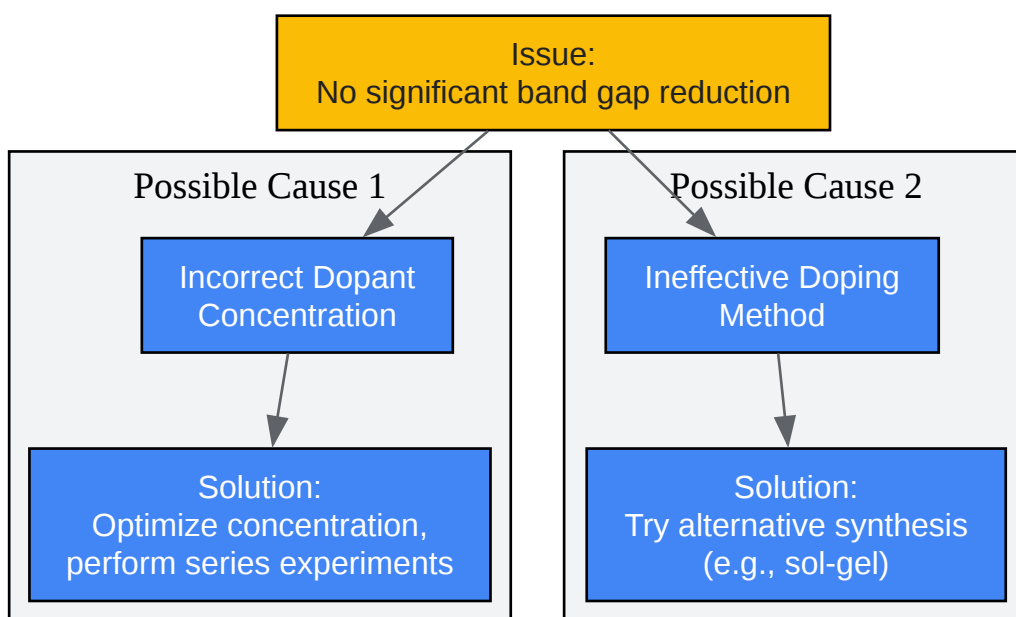 Issue:
No significant band gap reduction
Possible Cause 1
Incorrect Dopant
Concentration
Solution:
Optimize concentration,
perform series experiments
Possible Cause 2
Ineffective Doping
Method
Solution:
Try alternative synthesis
(e.g., sol-gel)